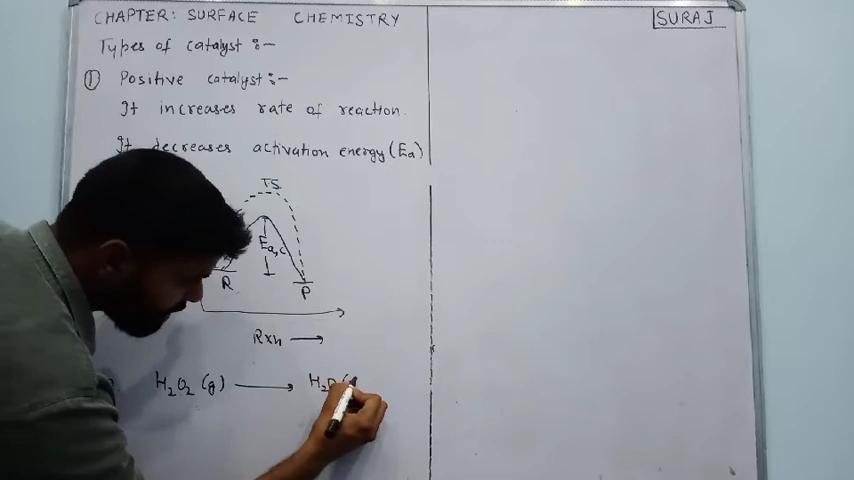 CHAPTER: SURFACE CHEMISTRY
SURAJ
Types of catalyst :-
① Positive catalyst :-
It increases rate of reaction.
It decreases activation energy (Ea)
TS
Ea,c
R
P
Rxn ⟶
H₂O₂ (g) ⟶ H₂O (